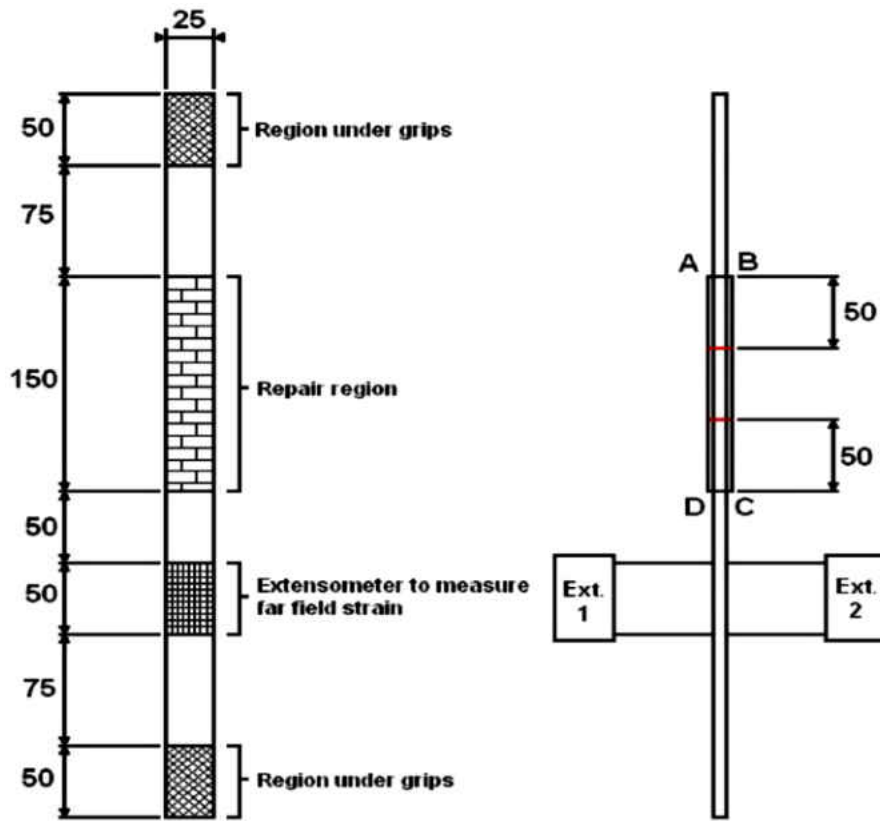 25
50
Region under grips
75
A B
50
150
Repair region
50
D C
50
50
Extensometer to measure
far field strain
Ext.
1
Ext.
2
75
50
Region under grips